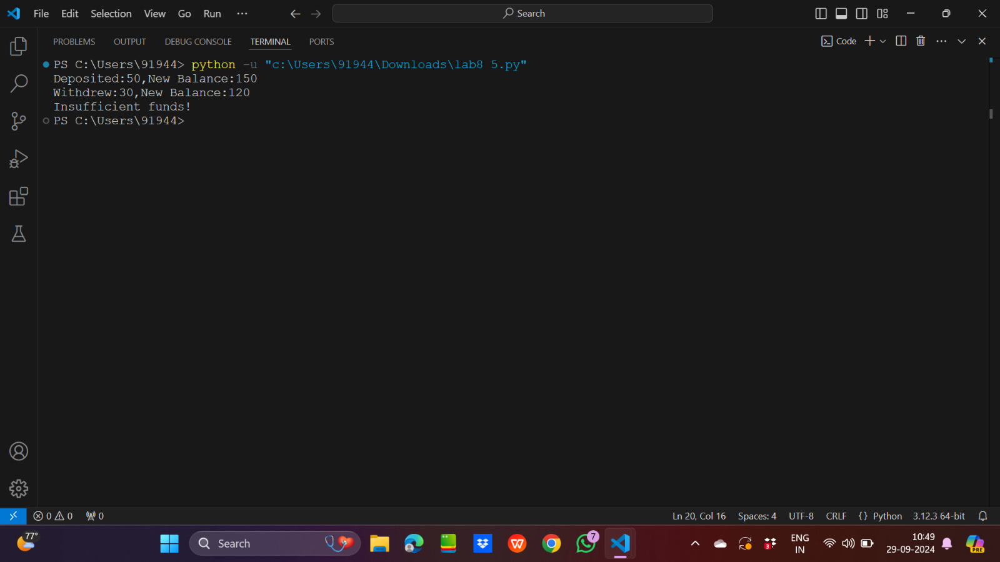 File Edit Selection View Go Run ··· Search
PROBLEMS OUTPUT DEBUG CONSOLE TERMINAL PORTS Code
PS C:\Users\91944> python -u "c:\Users\91944\Downloads\lab8 5.py"
Deposited:50,New Balance:150
Withdrew:30,New Balance:120
Insufficient funds!
PS C:\Users\91944>
0 0 0 Ln 20, Col 16 Spaces: 4 UTF-8 CRLF {} Python 3.12.3 64-bit
77° Search 7 3 ENG 10:49
IN 29-09-2024 PRE